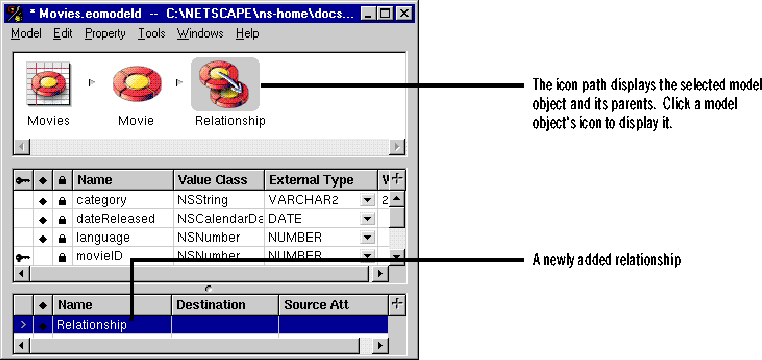 * Movies.eomodeld -- C:\NETSCAPE\ns-home\docs...
Model Edit Property Tools Windows Help
Movies Movie Relationship
The icon path displays the selected model
object and its parents. Click a model
object's icon to display it.
Name Value Class External Type
category NSString VARCHAR2 2
dateReleased NSCalendarDa DATE
language NSNumber NUMBER
movieID NSNumber NUMBER
A newly added relationship
Name Destination Source Att
Relationship